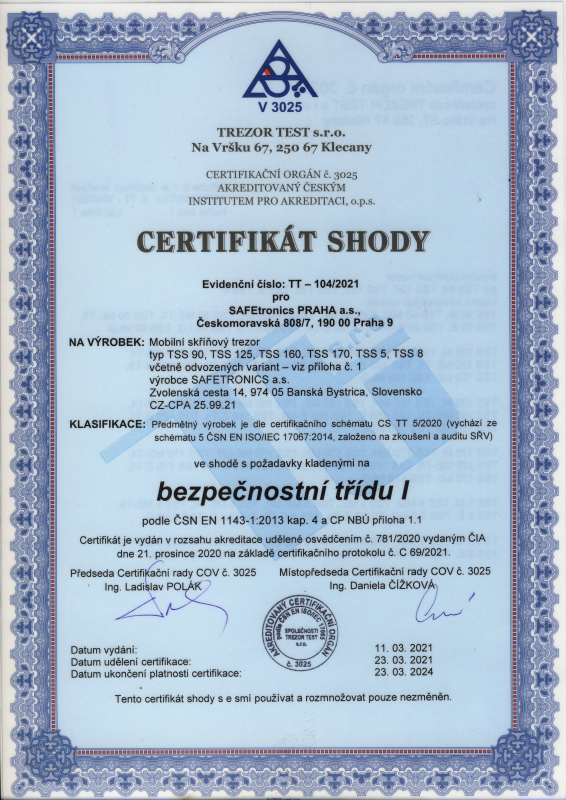 V 3025
TREZOR TEST s.r.o.
Na Vršku 67, 250 67 Klecany
CERTIFIKAČNÍ ORGÁN č. 3025
AKREDITOVANÝ ČESKÝM
INSTITUTEM PRO AKREDITACI, o.p.s.
CERTIFIKÁT SHODY
Evidenční číslo: TT – 104/2021
pro
SAFEtronics PRAHA a.s.,
Českomoravská 808/7, 190 00 Praha 9
NA VÝROBEK: Mobilní skříňový trezor
typ TSS 90, TSS 125, TSS 160, TSS 170, TSS 5, TSS 8
včetně odvozených variant – viz příloha č. 1
výrobce SAFETRONICS a.s.
Zvolenská cesta 14, 974 05 Banská Bystrica, Slovensko
CZ-CPA 25.99.21
KLASIFIKACE: Předmětný výrobek je dle certifikačního schématu CS TT 5/2020 (vychází ze
schématu 5 ČSN EN ISO/IEC 17067:2014, založeno na zkoušení a auditu SŘV)
ve shodě s požadavky kladenými na
bezpečnostní třídu I
podle ČSN EN 1143-1:2013 kap. 4 a CP NBÚ příloha 1.1
Certifikát je vydán v rozsahu akreditace udělené osvědčením č. 781/2020 vydaným ČIA
dne 21. prosince 2020 na základě certifikačního protokolu č. C 69/2021.
Předseda Certifikační rady COV č. 3025 Místopředseda Certifikační rady COV č. 3025
Ing. Ladislav POLÁK Ing. Daniela ČÍŽKOVÁ
AKREDITOVANÝ CERTIFIKAČNÍ ORGÁN
podle ČSN EN ISO/IEC 17065
SPOLEČNOSTI
TREZOR TEST
s.r.o.
č. 3025
Datum vydání: 11. 03. 2021
Datum udělení certifikace: 23. 03. 2021
Datum ukončení platnosti certifikace: 23. 03. 2024
Tento certifikát shody s e smí používat a rozmnožovat pouze nezměněn.